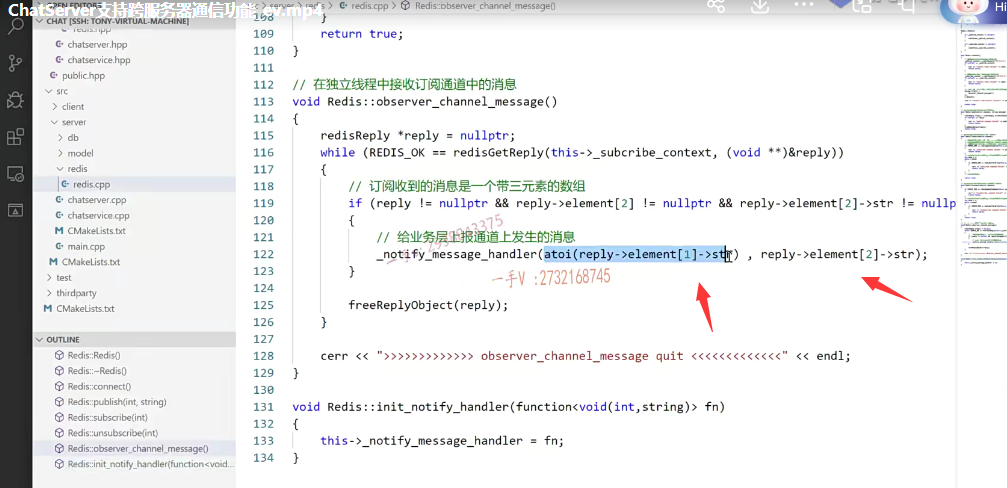 ChatServer支持跨服务器通信功能_ev.mp4
CHAT [SSH: TONY-VIRTUAL-MACHINE]
redis.hpp
chatserver.hpp
chatservice.hpp
public.hpp
src
client
server
db
model
redis
redis.cpp
chatserver.cpp
chatservice.cpp
CMakeLists.txt
main.cpp
CMakeLists.txt
test
thirdparty
CMakeLists.txt
OUTLINE
Redis::Redis()
Redis::~Redis()
Redis::connect()
Redis::publish(int, string)
Redis::subscribe(int)
Redis::unsubscribe(int)
Redis::observer_channel_message()
Redis::init_notify_handler(function<void...
109 return true;
110 }
111
112 // 在独立线程中接收订阅通道中的消息
113 void Redis::observer_channel_message()
114 {
115 redisReply *reply = nullptr;
116 while (REDIS_OK == redisGetReply(this->_subcribe_context, (void **)&reply))
117 {
118 // 订阅收到的消息是一个带三元素的数组
119 if (reply != nullptr && reply->element[2] != nullptr && reply->element[2]->str != nullp
120 {
121 // 给业务层上报通道上发生的消息
122 _notify_message_handler(atoi(reply->element[1]->str) , reply->element[2]->str);
123 }
124
125 freeReplyObject(reply);
126 }
127
128 cerr << ">>>>>>>>>>>>> observer_channel_message quit <<<<<<<<<<<<<" << endl;
129 }
130
131 void Redis::init_notify_handler(function<void(int,string)> fn)
132 {
133 this->_notify_message_handler = fn;
134 }
一手V :2732168745